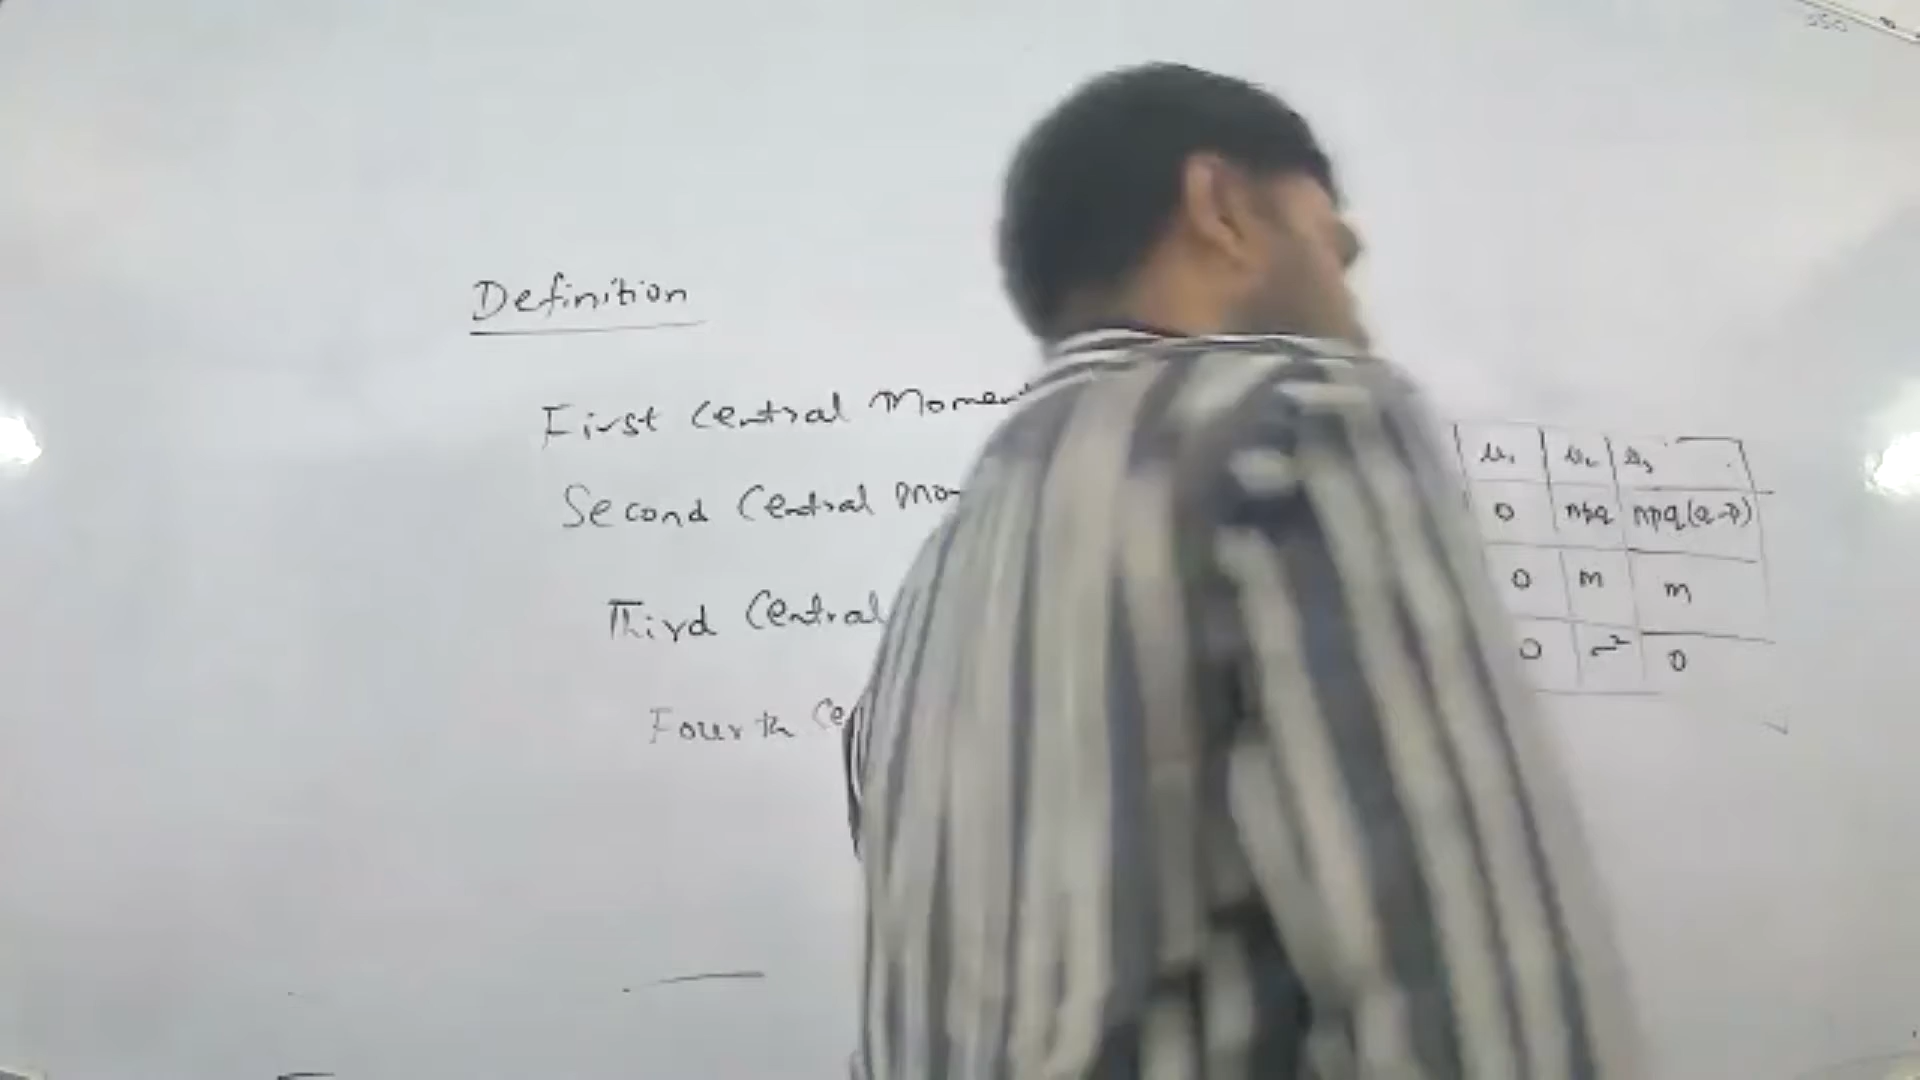 Definition
First Central Moment
Second Central mo
Third Central
Fourth Ce
μ₁ μ₂ μ₃
0 npq npq(q-p)
0 m m
0 σ² 0